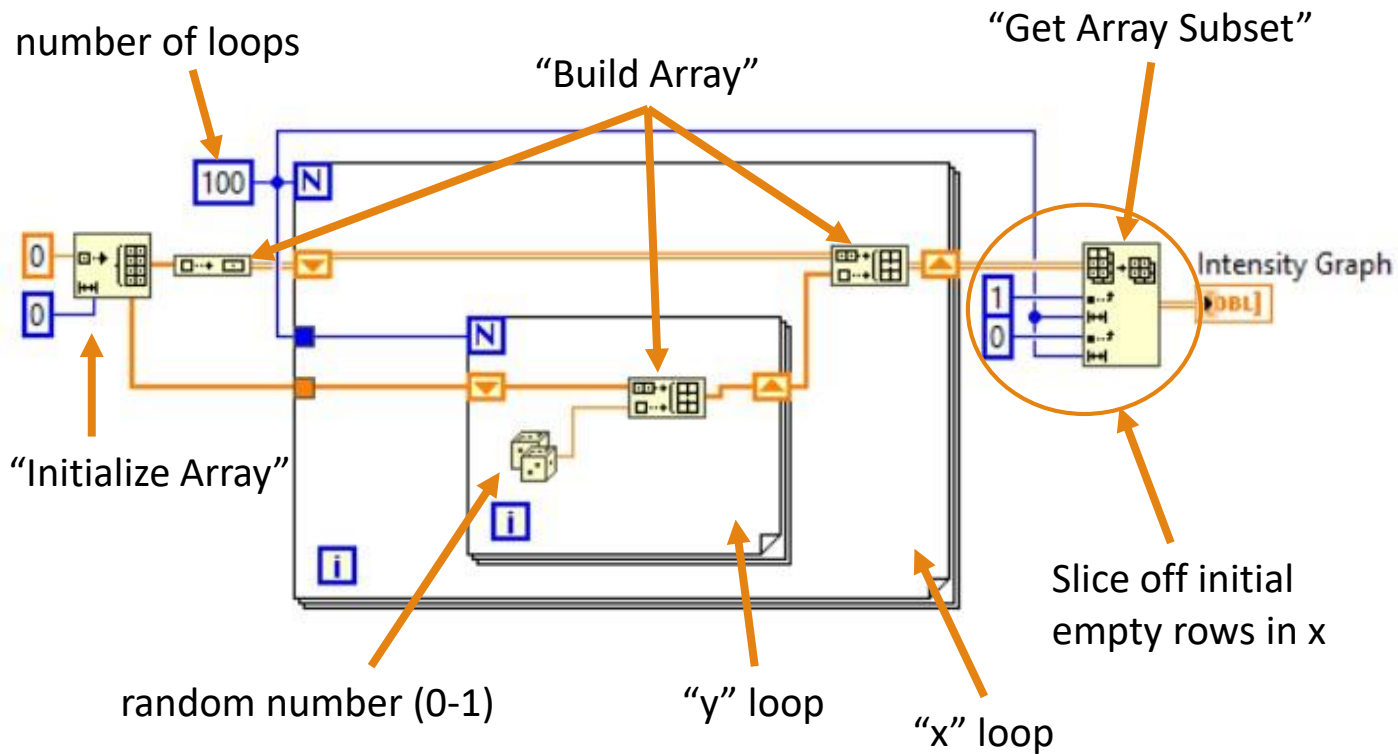 number of loops
“Build Array”
“Get Array Subset”
100
N
0
0
1
0
Intensity Graph
DBL]
N
i
i
“Initialize Array”
Slice off initial
empty rows in x
random number (0-1)
“y” loop
“x” loop